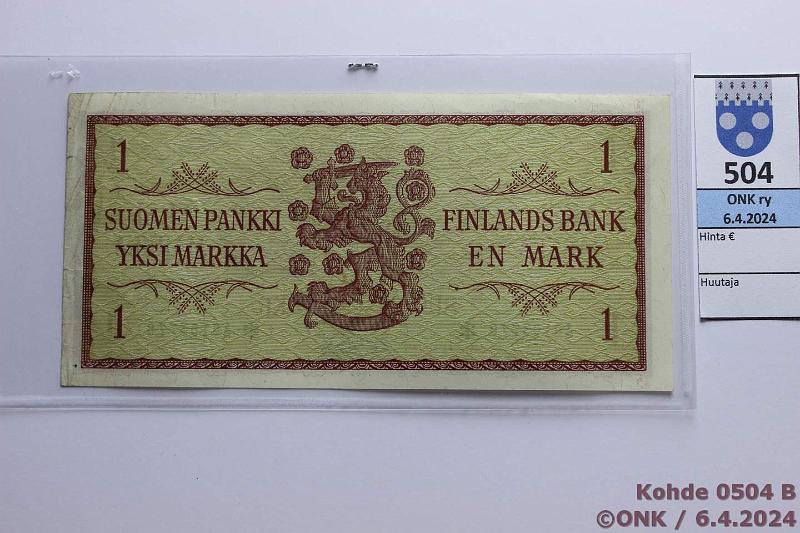 1
1
SUOMEN PANKKI
YKSI MARKKA
FINLANDS BANK
EN MARK
1
1
504
ONK ry
6.4.2024
Hinta €
Huutaja
Kohde 0504 B
©ONK / 6.4.2024